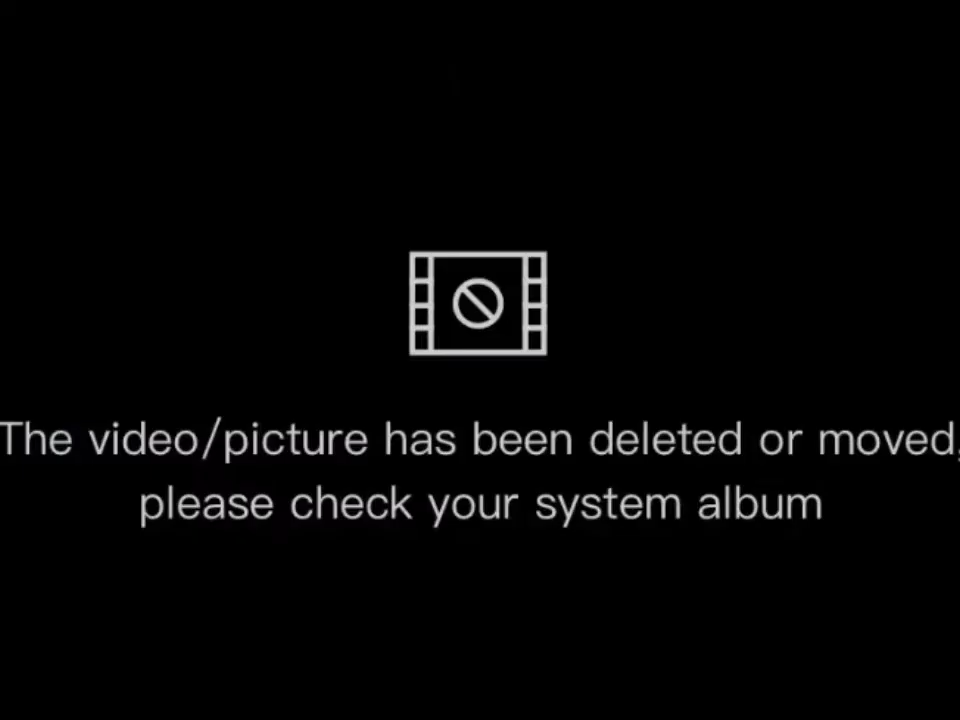 The video/picture has been deleted or moved,
please check your system album